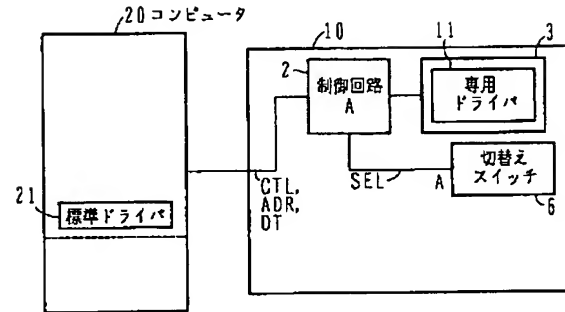 20 コンピュータ
21
標準ドライバ
10
2
制御回路
A
11
3
専用
ドライバ
CTL,
ADR,
DT
SEL
A
切替え
スイッチ
6